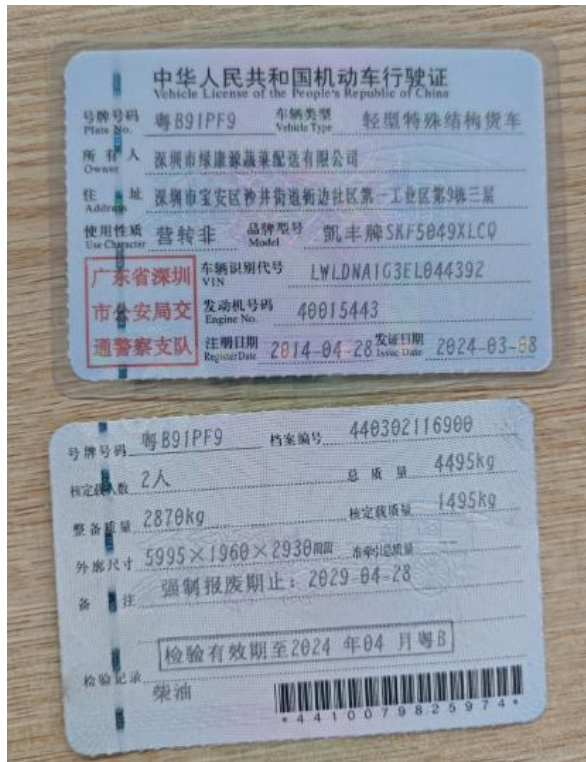 中华人民共和国机动车行驶证
Vehicle License of the People's Republic of China
号牌号码 Plate No. 粤B91PF9 车辆类型 Vehicle Type 轻型特殊结构货车
所有人 Owner 深圳市绿康源蔬菜配送有限公司
住址 Address 深圳市宝安区沙井街道蚝边社区第一工业区第9栋三层
使用性质 Use Character 营转非 品牌型号 Model 凯丰牌SKF5049XLCQ
广东省深圳
市公安局交
通警察支队
车辆识别代号 VIN LWLDNA1G3EL044392
发动机号码 Engine No. 40015443
注册日期 Register Date 2014-04-28 发证日期 Issue Date 2024-03-08
号牌号码 粤B91PF9 档案编号 440302116900
核定载人数 2人 总质量 4495kg
整备质量 2870kg 核定载质量 1495kg
外廓尺寸 5995×1960×2930mm 准牵引总质量
备注 强制报废期止：2029-04-28
检验有效期至2024 年04 月粤B
检验记录
柴油
*4410079825974*